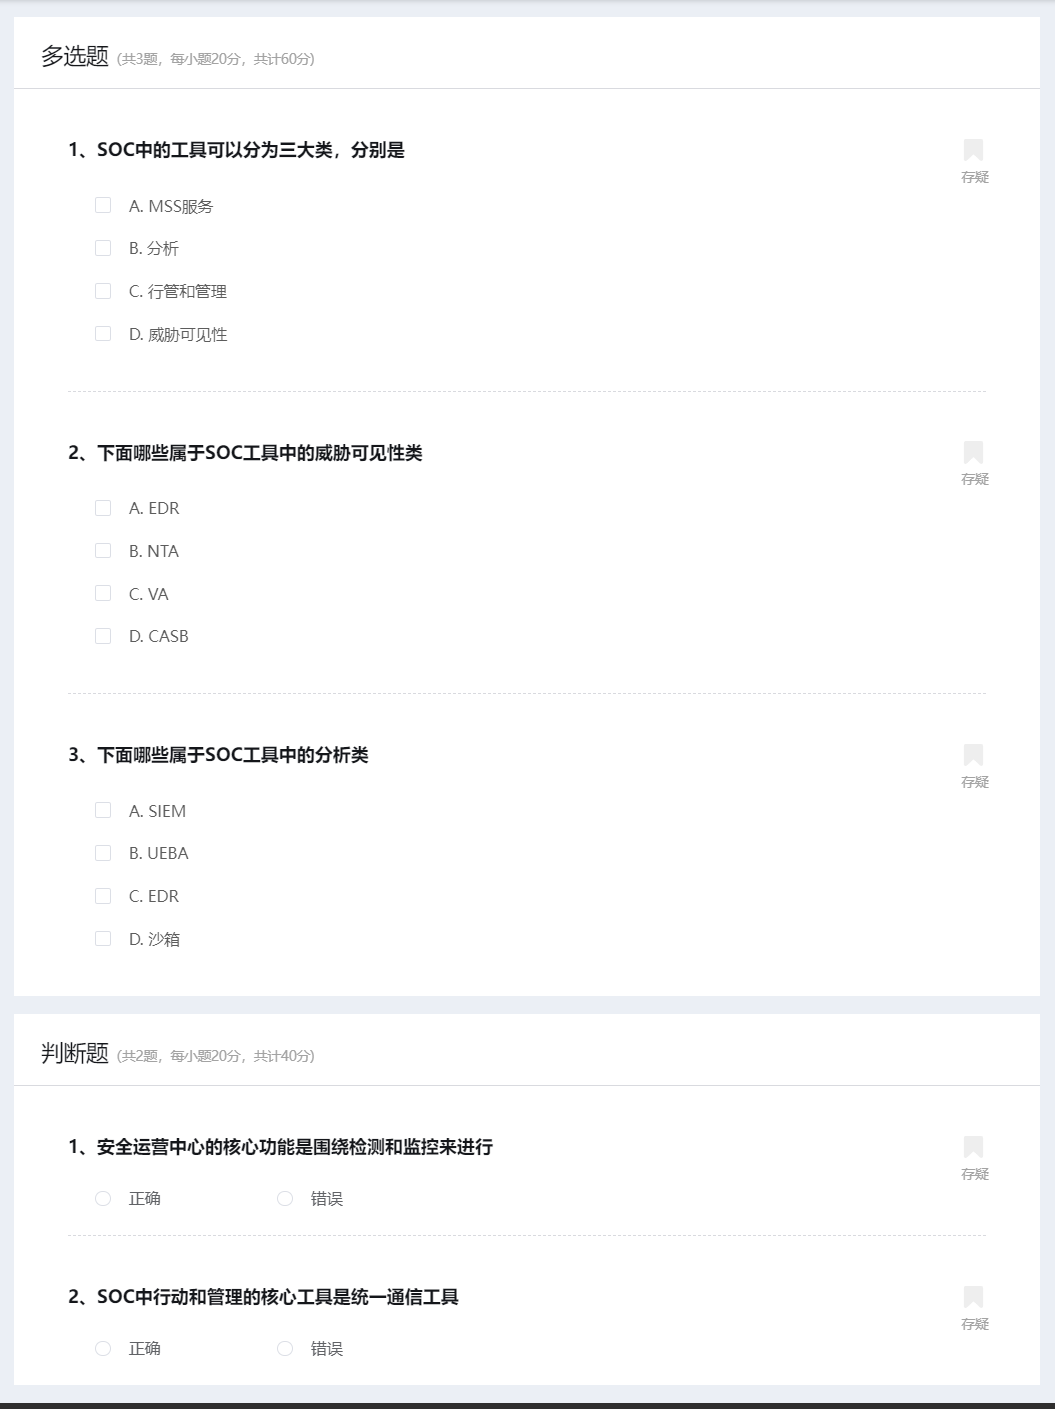 多选题 (共3题，每小题20分，共计60分)
1、SOC中的工具可以分为三大类，分别是
存疑
A. MSS服务
B. 分析
C. 行管和管理
D. 威胁可见性
2、下面哪些属于SOC工具中的威胁可见性类
存疑
A. EDR
B. NTA
C. VA
D. CASB
3、下面哪些属于SOC工具中的分析类
存疑
A. SIEM
B. UEBA
C. EDR
D. 沙箱
判断题 (共2题，每小题20分，共计40分)
1、安全运营中心的核心功能是围绕检测和监控来进行
存疑
正确 错误
2、SOC中行动和管理的核心工具是统一通信工具
存疑
正确 错误